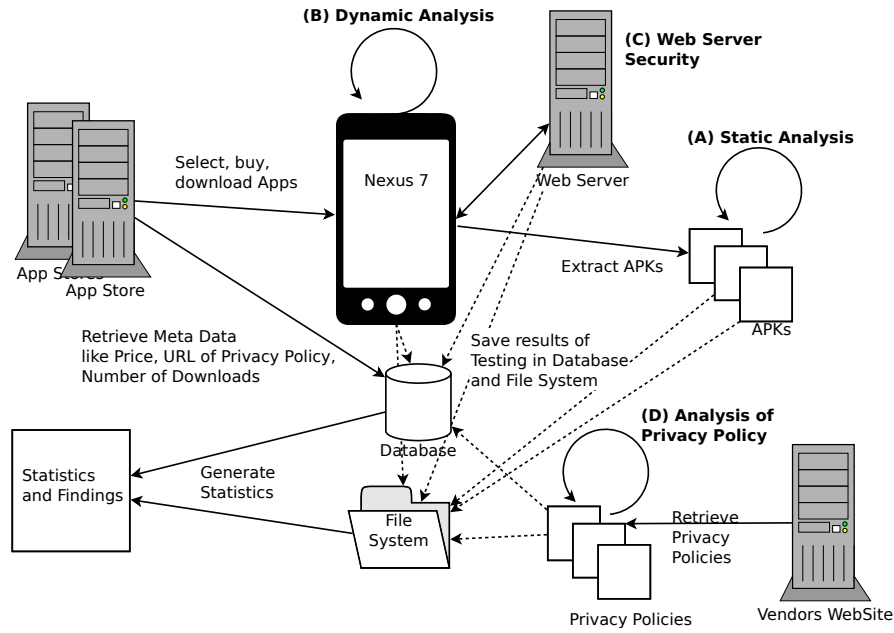 (B) Dynamic Analysis
(C) Web Server
Security
(A) Static Analysis
Select, buy,
download Apps
Nexus 7
Web Server
Extract APKs
App Stores
App Store
APKs
Retrieve Meta Data
like Price, URL of Privacy Policy,
Number of Downloads
Save results of
Testing in Database
and File System
(D) Analysis of
Privacy Policy
Database
Statistics
and Findings
Generate
Statistics
File
System
Retrieve
Privacy
Policies
Privacy Policies
Vendors WebSite